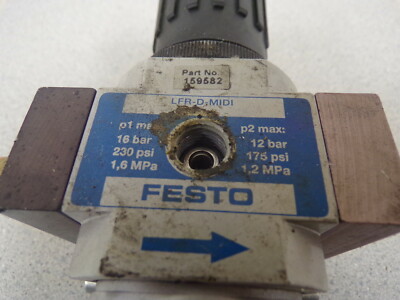 Part No.
159582
LFR-D-MIDI
p1 ma
16 bar
230 psi
1,6 MPa
p2 max:
12 bar
175 psi
1,2 MPa
FESTO